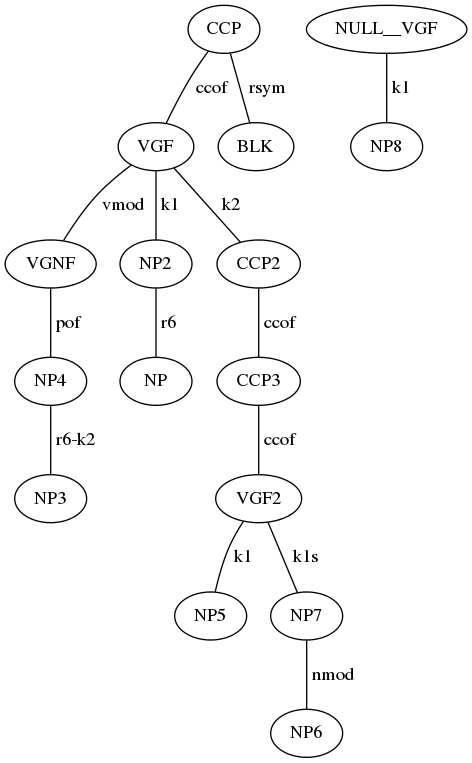 CCP NULL__VGF
ccof rsym k1
VGF BLK NP8
vmod k1 k2
VGNF NP2 CCP2
pof r6 ccof
NP4 NP CCP3
r6-k2 ccof
NP3 VGF2
k1 k1s
NP5 NP7
nmod
NP6